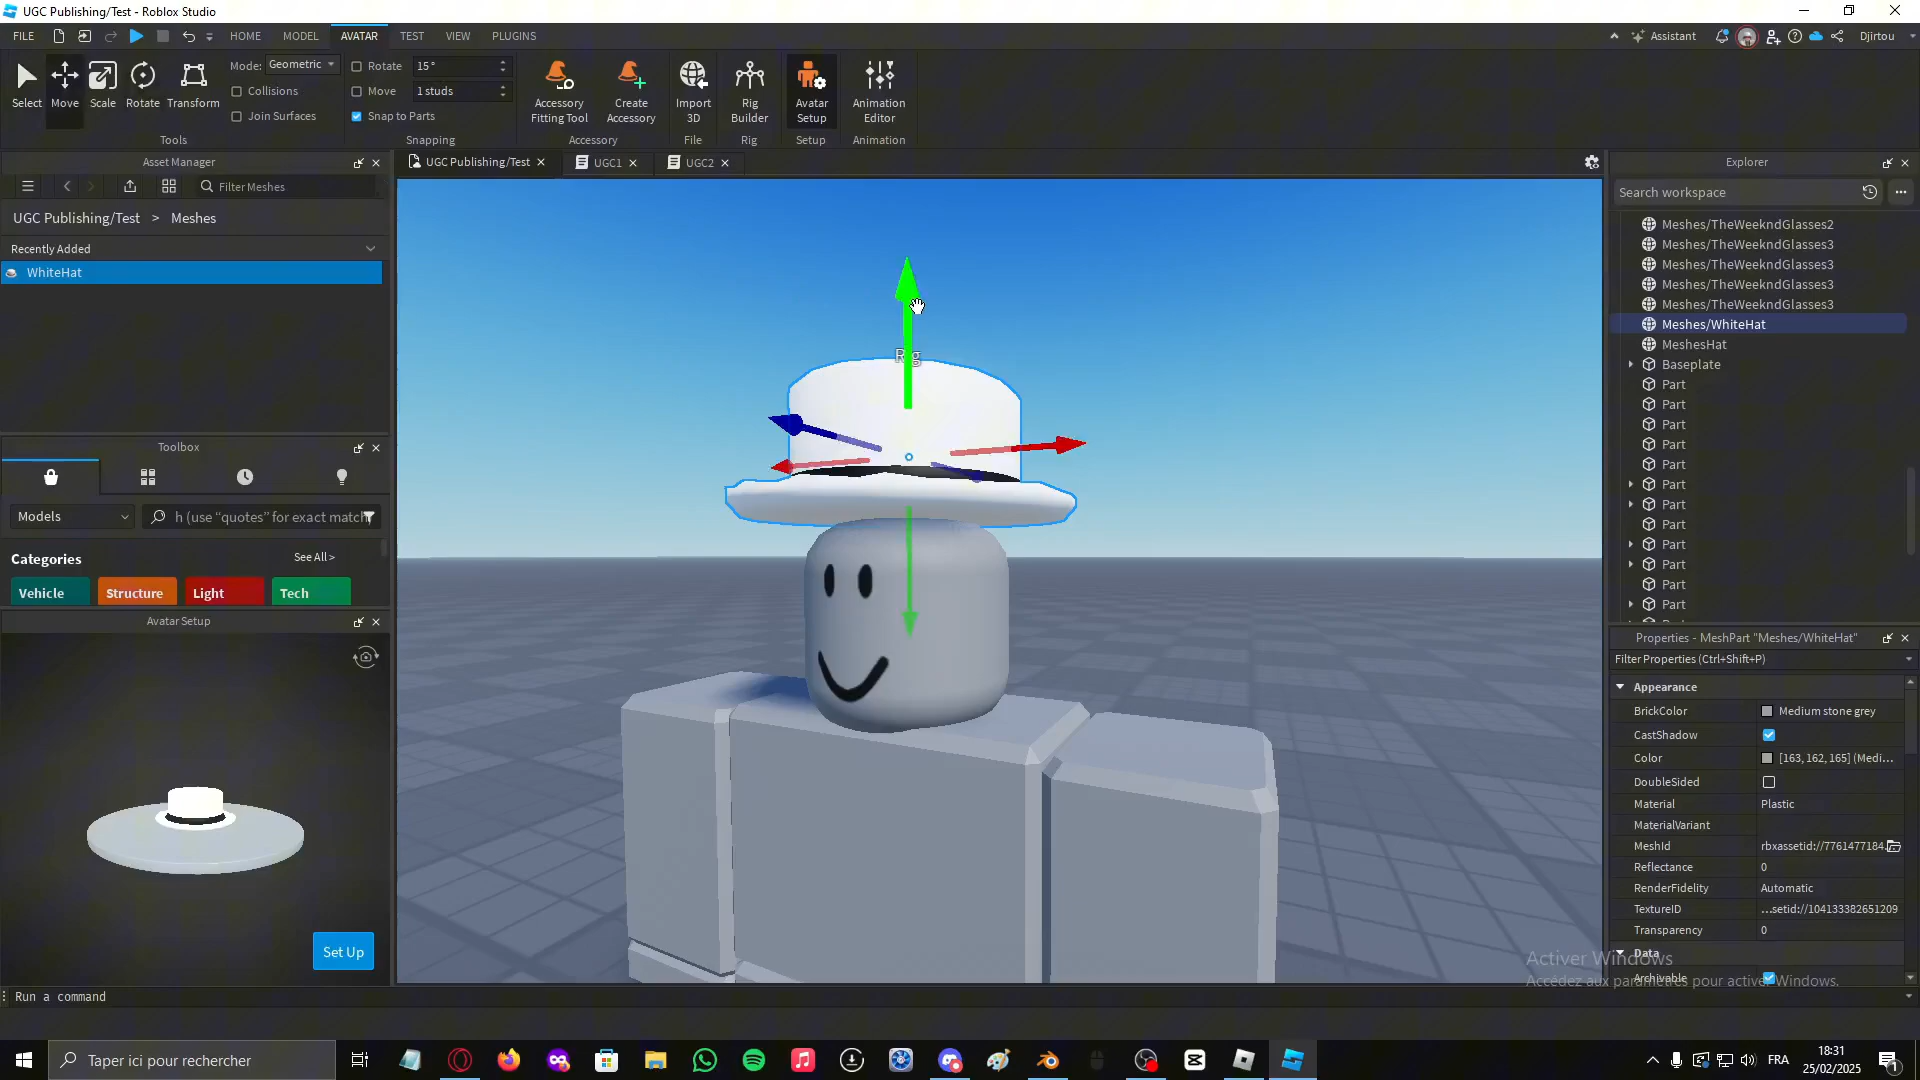 UGC Publishing/Test - Roblox Studio
FILE HOME MODEL AVATAR TEST VIEW PLUGINS Assistant Djirtou
Select Move Scale Rotate Transform
Mode: Geometric
Collisions
Join Surfaces
Tools
Rotate 15°
Move 1 studs
Snap to Parts
Snapping
Accessory Fitting Tool
Create Accessory
Accessory
Import 3D
File
Rig Builder
Rig
Avatar Setup
Setup
Animation Editor
Animation
Asset Manager
Filter Meshes
UGC Publishing/Test > Meshes
Recently Added
WhiteHat
Toolbox
Models
h (use “quotes” for exact match
Categories See All >
Vehicle Structure Light Tech
Avatar Setup
Set Up
UGC Publishing/Test UGC1 UGC2
Rig
Explorer
Search workspace
Meshes/TheWeekndGlasses2
Meshes/TheWeekndGlasses3
Meshes/TheWeekndGlasses3
Meshes/TheWeekndGlasses3
Meshes/TheWeekndGlasses3
Meshes/WhiteHat
MeshesHat
Baseplate
Part
Part
Part
Part
Part
Part
Part
Part
Part
Part
Part
Part
Properties - MeshPart "Meshes/WhiteHat"
Filter Properties (Ctrl+Shift+P)
Appearance
BrickColor Medium stone grey
CastShadow
Color [163, 162, 165] (Medi...
DoubleSided
Material Plastic
MaterialVariant
MeshId rbxassetid://7761477184...
Reflectance 0
RenderFidelity Automatic
TextureID ...setid://104133382651209
Transparency 0
Data
Archivable
Activer Windows
Accédez aux paramètres pour activer Windows.
Run a command
Taper ici pour rechercher
FRA
18:31
25/02/2025
1